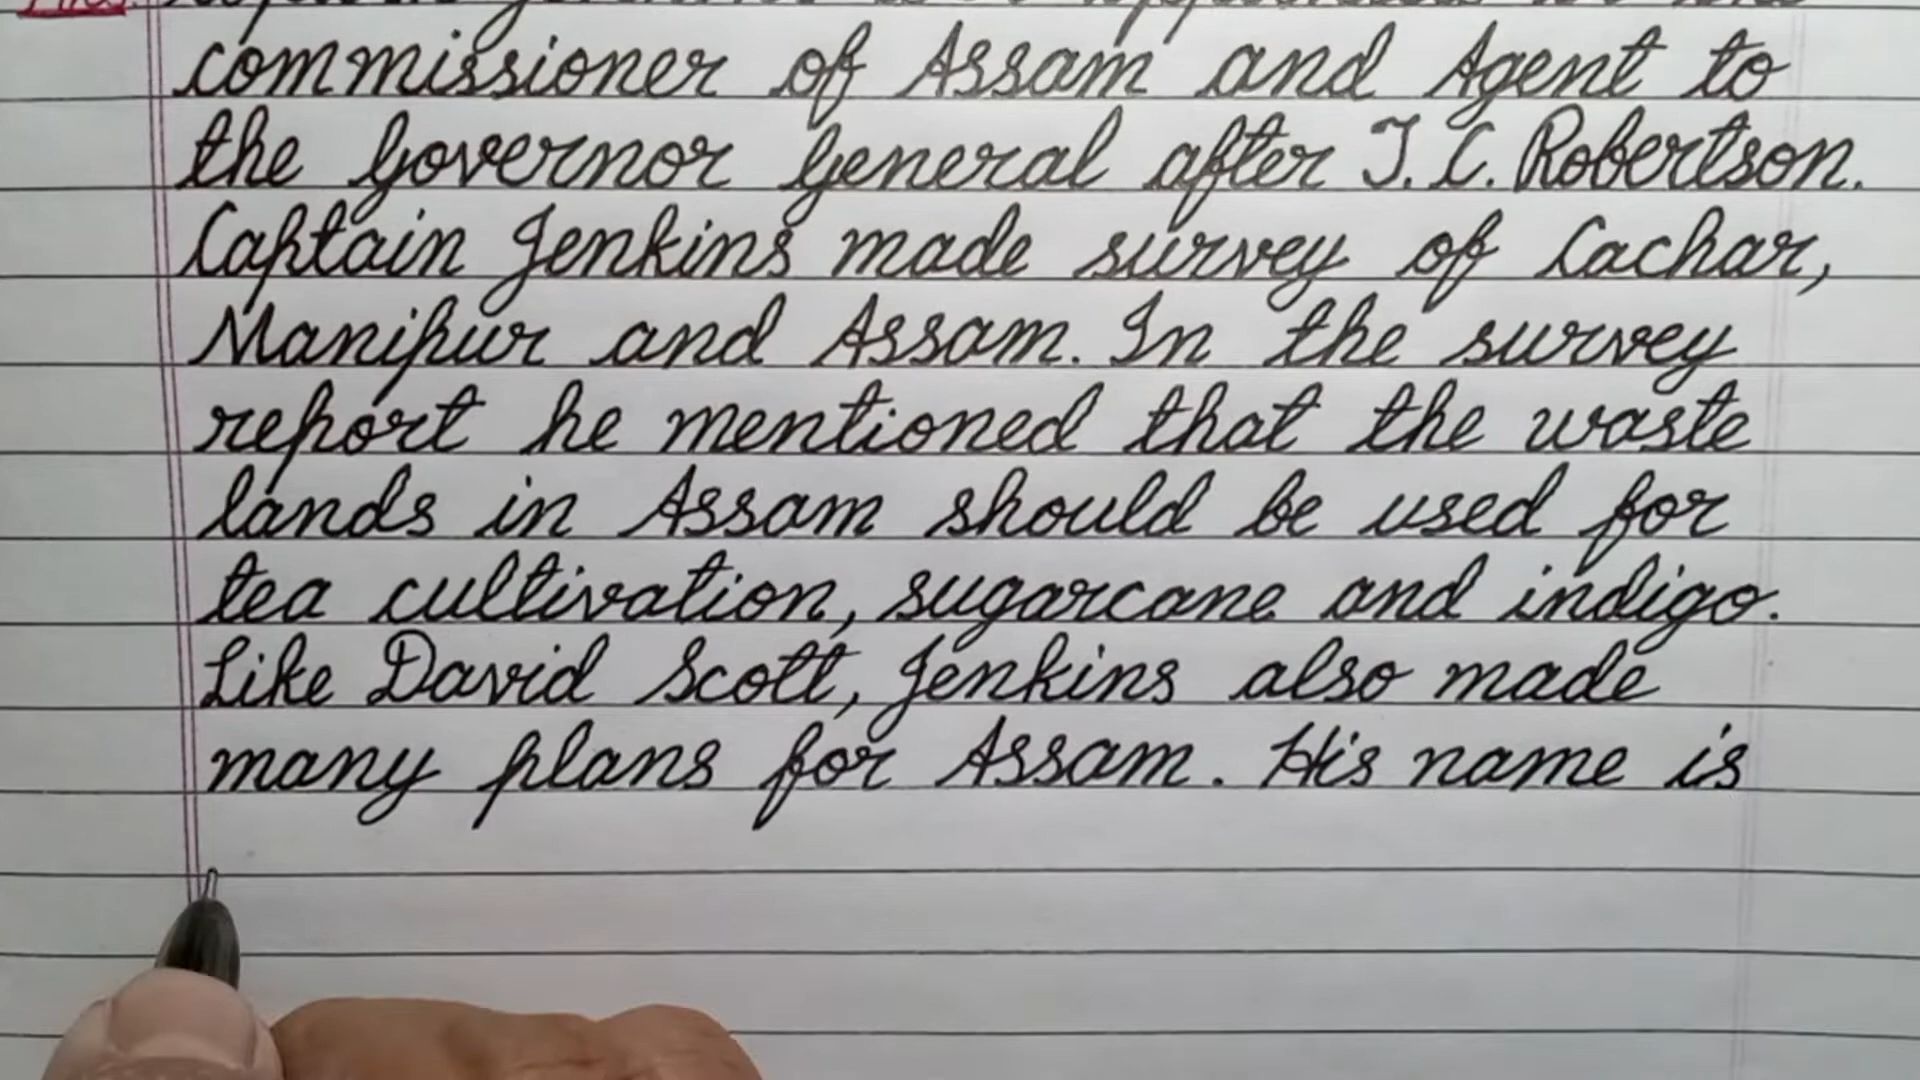 commissioner of Assam and Agent to
the Governor General after T.C. Robertson.
Captain Jenkins made survey of Cachar,
Manipur and Assam. In the survey
report he mentioned that the waste
lands in Assam should be used for
tea cultivation, sugarcane and indigo.
Like David Scott, Jenkins also made
many plans for Assam. His name is